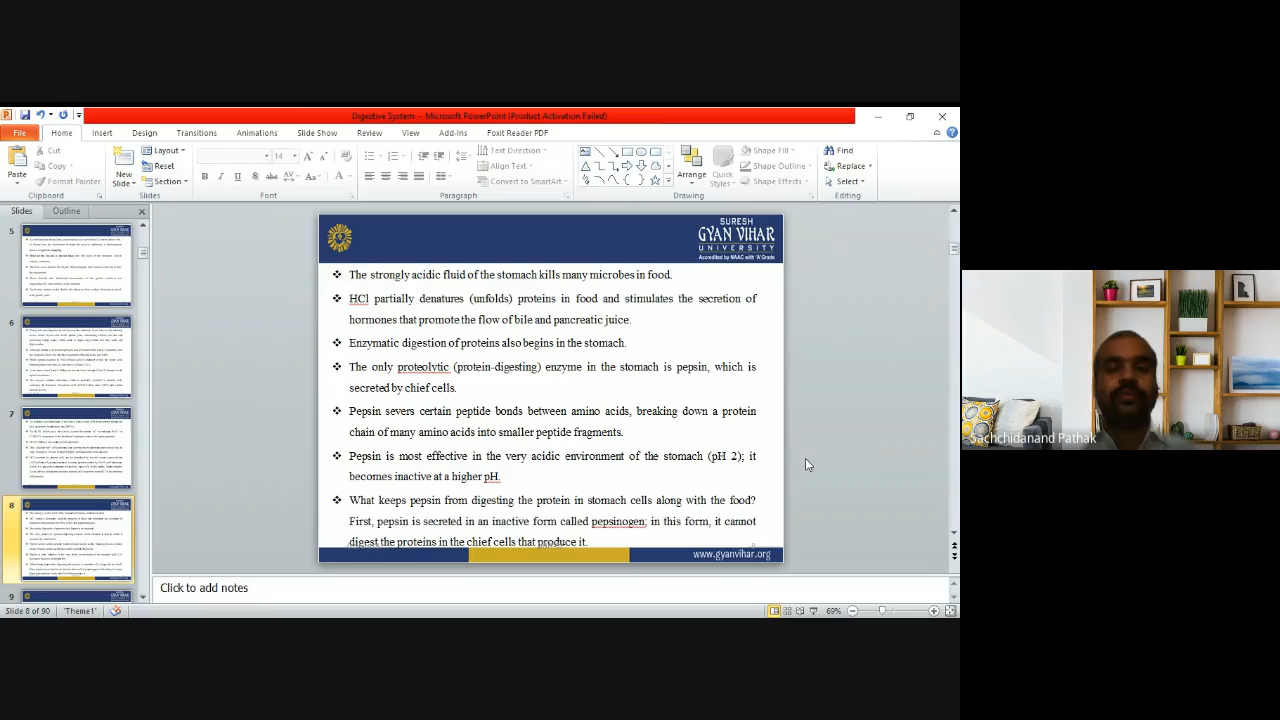 Digestive System - Microsoft PowerPoint (Product Activation Failed)
File Home Insert Design Transitions Animations Slide Show Review View Add-Ins Foxit Reader PDF
Cut
Copy
Format Painter
Paste
Clipboard
New
Slide
Layout
Reset
Section
Slides
14
Font
Paragraph
Text Direction
Align Text
Convert to SmartArt
Arrange
Quick
Styles
Shape Fill
Shape Outline
Shape Effects
Drawing
Find
Replace
Select
Editing
Slides Outline
5
6
7
8
9
SURESH
GYAN VIHAR
UNIVERSITY
Accredited by NAAC with 'A' Grade
❖ The strongly acidic fluid of the stomach kills many microbes in food.
HCl partially denatures (unfolds) proteins in food and stimulates the secretion of
hormones that promote the flow of bile and pancreatic juice.
Enzymatic digestion of proteins also begins in the stomach.
❖ The only proteolytic (protein-digesting) enzyme in the stomach is pepsin, which is
secreted by chief cells.
❖ Pepsin severs certain peptide bonds between amino acids, breaking down a protein
chain of many amino acids into smaller peptide fragments.
❖ Pepsin is most effective in the very acidic environment of the stomach (pH 2); it
becomes inactive at a higher pH.
❖ What keeps pepsin from digesting the protein in stomach cells along with the food?
First, pepsin is secreted in an inactive form called pepsinogen; in this form, it cannot
digest the proteins in the chief cells that produce it.
www.gyanvihar.org
Click to add notes
Slide 8 of 90 'Theme1' 69%
Sachchidanand Pathak